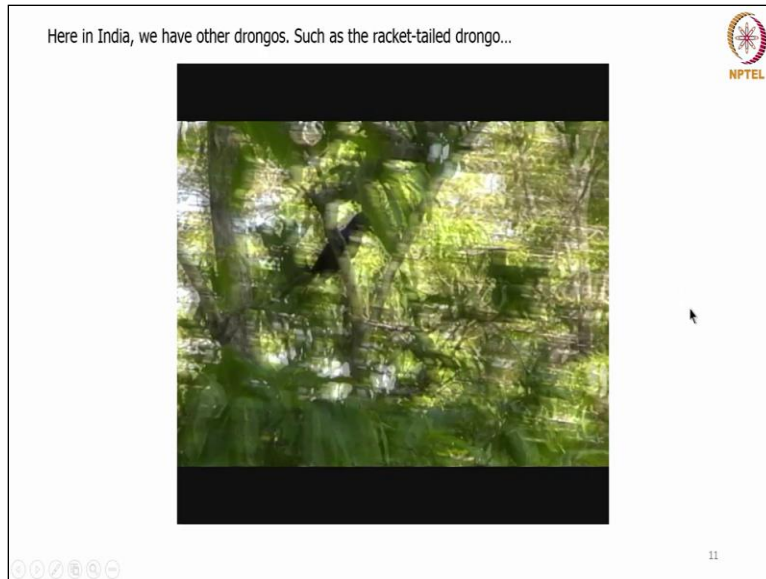 Here in India, we have other drongos. Such as the racket-tailed drongo...
NPTEL
11